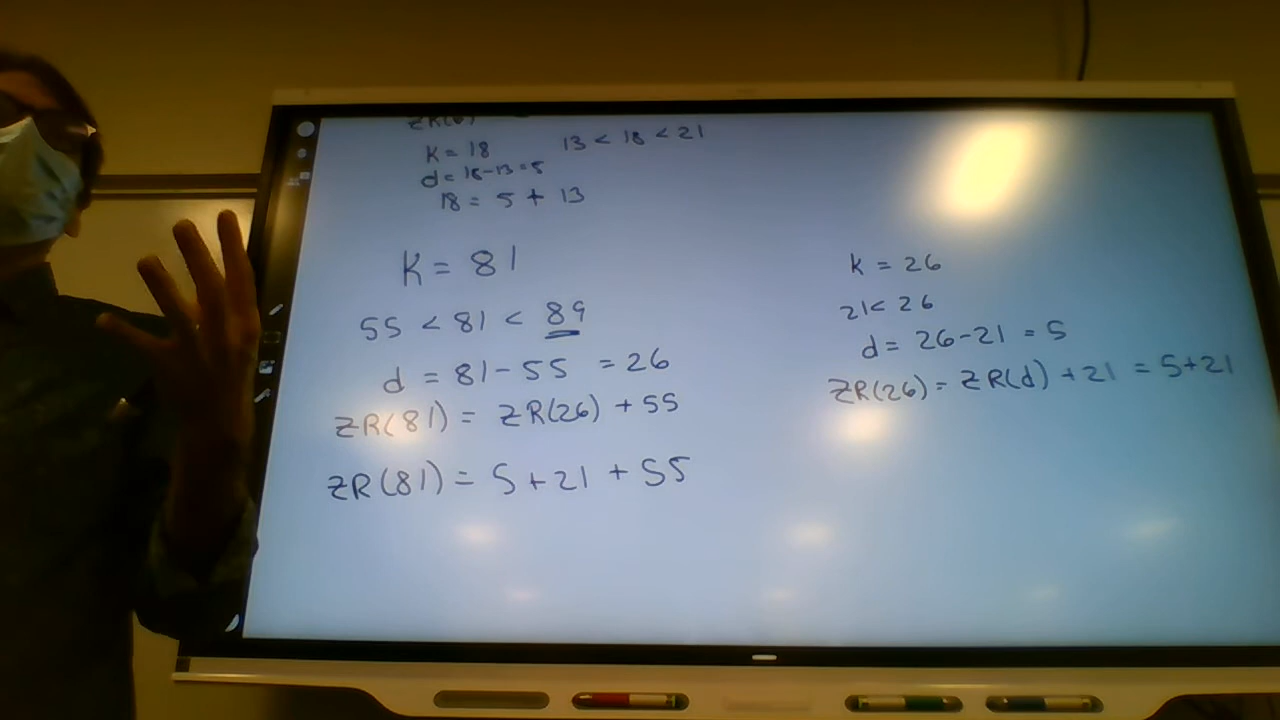 ZR(6)
K = 18 13 < 18 < 21
d = 18-13=5
18 = 5 + 13
K = 81
55 < 81 < 89
d = 81-55 = 26
ZR(81) = ZR(26) + 55
ZR(81) = 5+21 + 55
K = 26
21< 26
d = 26-21 = 5
ZR(26) = ZR(d) +21 = 5+21